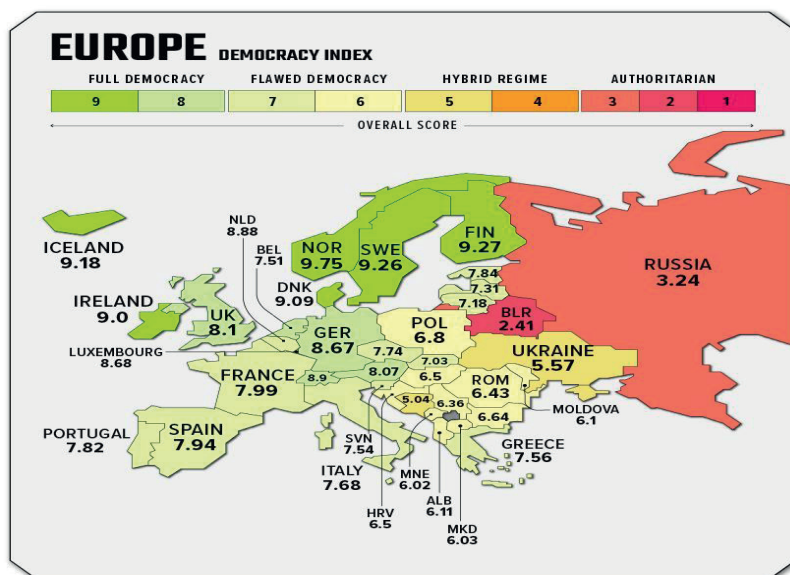 EUROPE DEMOCRACY INDEX
FULL DEMOCRACY FLAWED DEMOCRACY HYBRID REGIME AUTHORITARIAN
9 8 7 6 5 4 3 2 1
OVERALL SCORE
ICELAND
9.18
NLD
8.88
BEL
7.51
NOR
9.75
SWE
9.26
FIN
9.27
RUSSIA
3.24
IRELAND
9.0
UK
8.1
DNK
9.09
7.84
7.31
7.18
BLR
2.41
LUXEMBOURG
8.68
GER
8.67
POL
6.8
UKRAINE
5.57
FRANCE
7.99
7.74
7.03
8.9
8.07
6.5
ROM
6.43
MOLDOVA
6.1
5.04
6.36
6.64
PORTUGAL
7.82
SPAIN
7.94
SVN
7.54
ITALY
7.68
HRV
6.5
MNE
6.02
ALB
6.11
MKD
6.03
GREECE
7.56